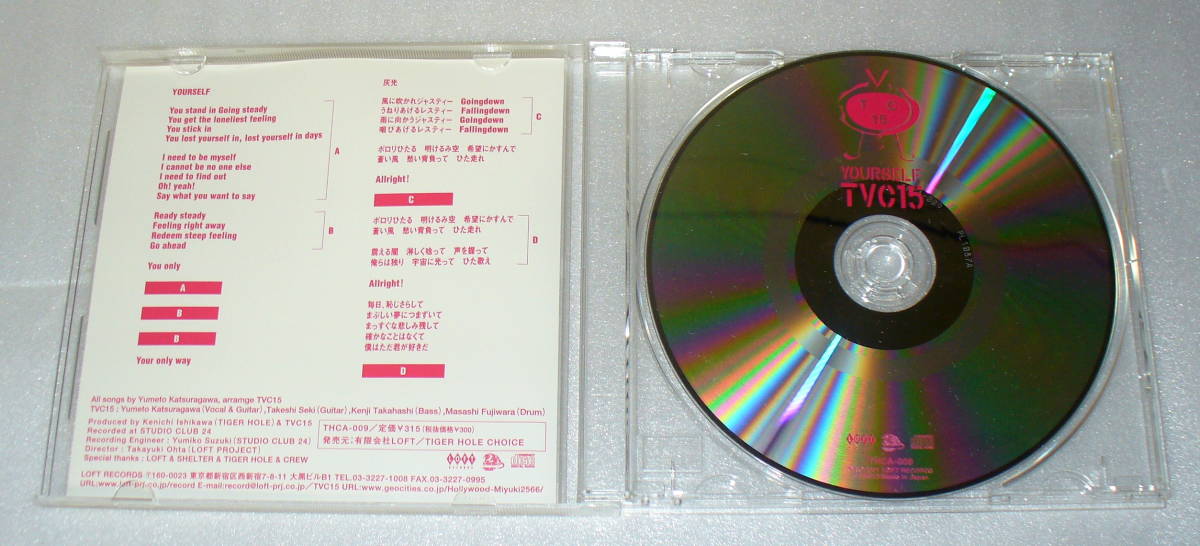 YOURSELF
You stand in Going steady
You get the loneliest feeling
You stick in
You lost yourself in, lost yourself in days
I need to be myself
I cannot be no one else
I need to find out
Oh! yeah!
Say what you want to say
A
Ready steady
Feeling right away
Redeem steep feeling
Go ahead
B
You only
A
B
B
Your only way
灰光
風に吹かれジャスティー Goingdown
うねりあげるレスティー Fallingdown
雨に向かうジャスティー Goingdown
咽びあげるレスティー Fallingdown
C
ポロリひたる 明けるみ空 希望にかすんで
蒼い風 愁い背負って ひた走れ
Allright!
C
ポロリひたる 明けるみ空 希望にかすんで
蒼い風 愁い背負って ひた走れ
震える闇 淋しく唸って 声を嗄って
俺らは独り 宇宙に光って ひた歌え
D
Allright!
毎日、恥じさらして
まぶしい夢につまずいて
まっすぐな悲しみ残して
確かなことはなくて
僕はただ君が好きだ
D
All songs by Yumeto Katsuragawa, arramge TVC15
TVC15 : Yumeto Katsuragawa (Vocal & Guitar) ,Takeshi Seki (Guitar) ,Kenji Takahashi (Bass) ,Masashi Fujiwara (Drum)
Produced by Kenichi Ishikawa (TIGER HOLE) & TVC15
Recorded at STUDIO CLUB 24
Recording Engineer : Yumiko Suzuki (STUDIO CLUB 24)
Director : Takayuki Ohta (LOFT PROJECT)
Special thanks : LOFT & SHELTER & TIGER HOLE & CREW
THCA-009/定価¥315 (税抜価格¥300)
発売元:有限会社LOFT/TIGER HOLE CHOICE
LOFT RECORDS 〒160-0023 東京都新宿区西新宿7-8-11 大黒ビルB1 TEL.03-3227-1008 FAX.03-3227-0995
URL:www.loft-prj.co.jp/record E-mail:record@loft-prj.co.jp/TVC15 URL:www.geocities.co.jp/Hollywood-Miyuki2566/
LOFT
RECORDS
T C
15
YOURSELF
TVC15
PL1087A
LOFT
THCA-009